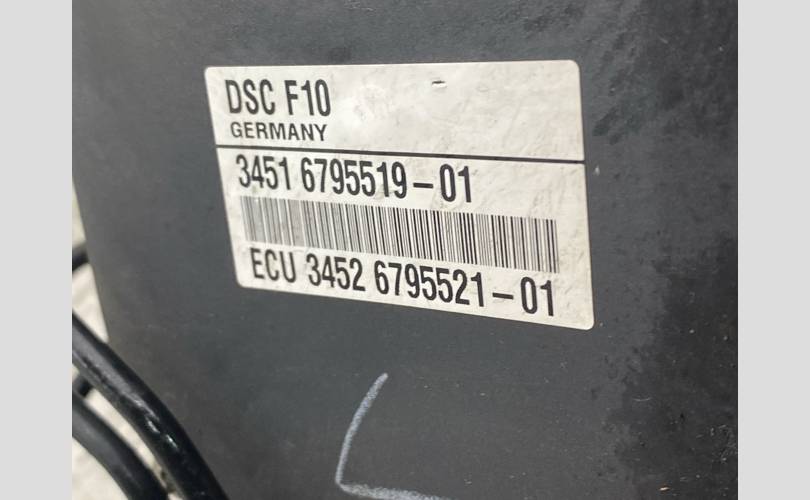 DSC F10
GERMANY
3451 6795519-01
ECU 3452 6795521-01